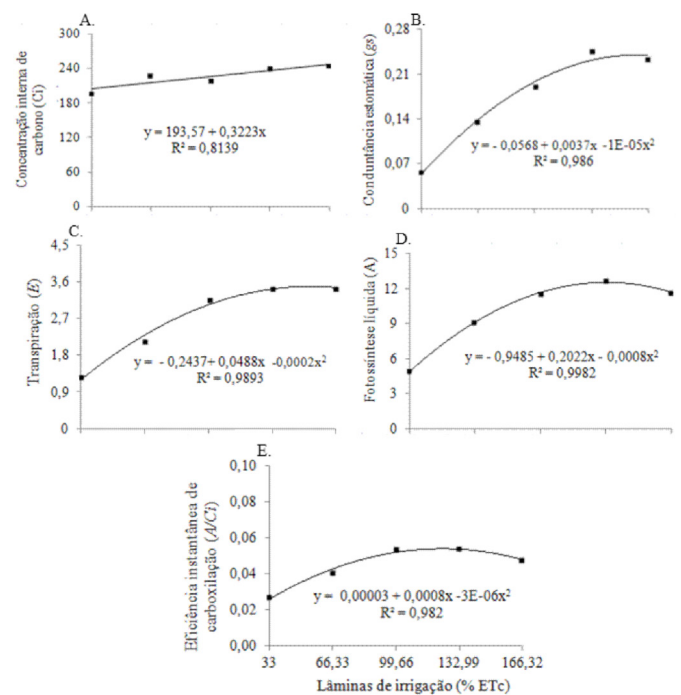 A.
300
240
180
120
60
0
Concentração interna de
carbono (Ci)
y = 193,57 + 0,3223x
R² = 0,8139
B.
0,28
0,21
0,14
0,07
0
Conduntância estomática (gs)
y = - 0,0568 + 0,0037x -1E-05x²
R² = 0,986
C.
4,5
3,6
2,7
1,8
0,9
0
Transpiração (E)
y = - 0,2437+ 0,0488x -0,0002x²
R² = 0,9893
D.
15
12
9
6
3
0
Fotossíntese líquida (A)
y = - 0,9485 + 0,2022x - 0,0008x²
R² = 0,9982
E.
0,10
0,08
0,06
0,04
0,02
0,00
Eficiência instantânea de
carboxilação (A/Ci)
y = 0,00003 + 0,0008x -3E-06x²
R² = 0,982
33 66,33 99,66 132,99 166,32
Lâminas de irrigação (% ETc)